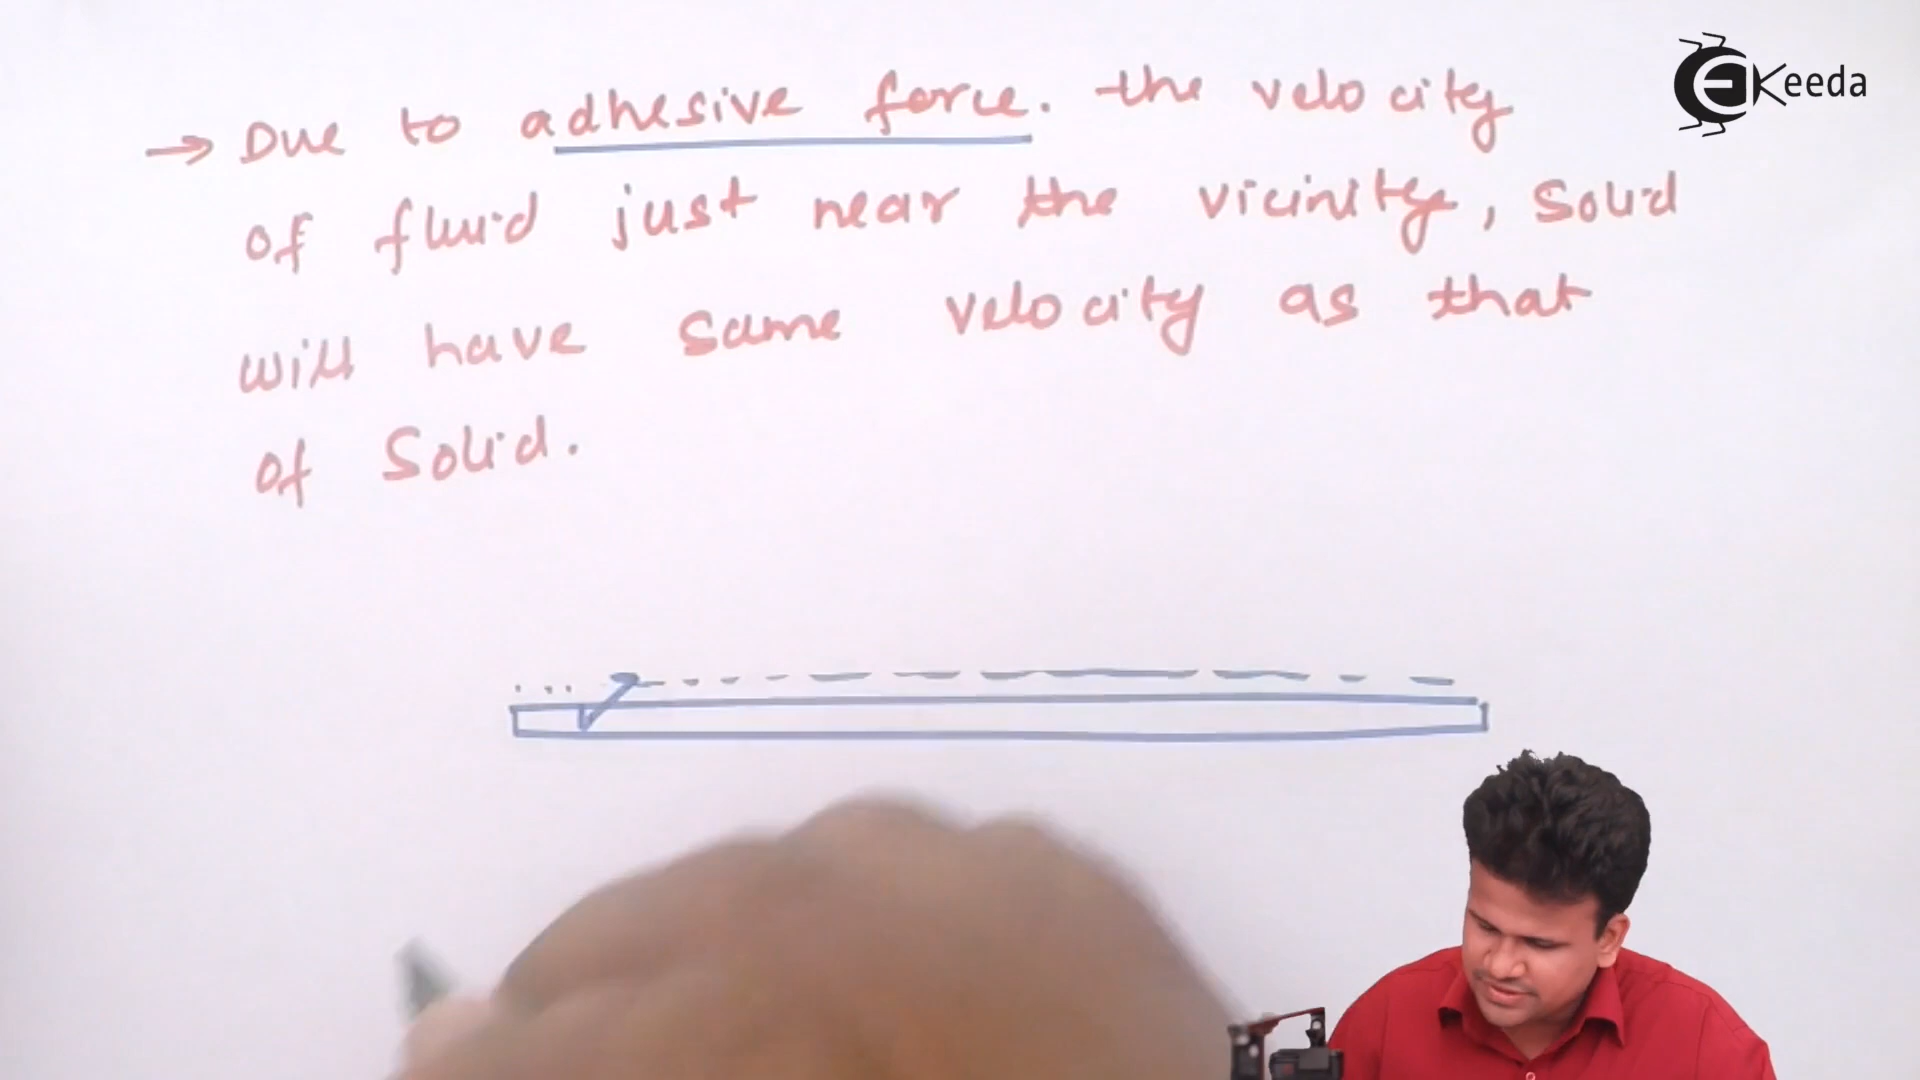 EKeeda
→ Due to adhesive force. the velocity
of fluid just near the vicinity, Solid
will have same velocity as that
of Solid.